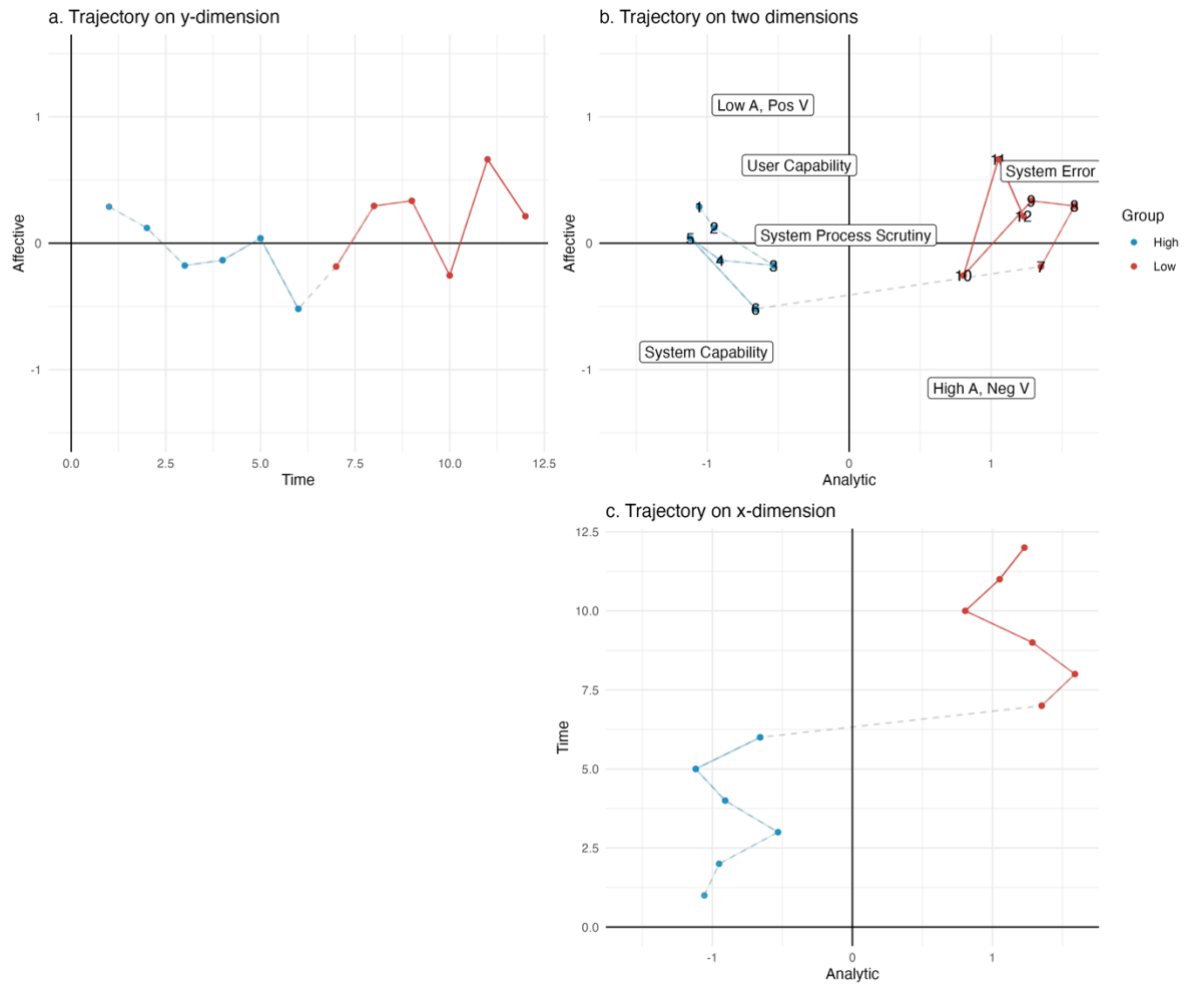 a. Trajectory on y-dimension
1
0
-1
Affective
0.0 2.5 5.0 7.5 10.0 12.5
Time
b. Trajectory on two dimensions
1
0
-1
Affective
Low A, Pos V
User Capability
System Error
System Process Scrutiny
System Capability
High A, Neg V
1
2
3
4
5
6
7
8
9
10
11
12
-1 0 1
Analytic
Group
High
Low
c. Trajectory on x-dimension
12.5
10.0
7.5
5.0
2.5
0.0
Time
-1 0 1
Analytic